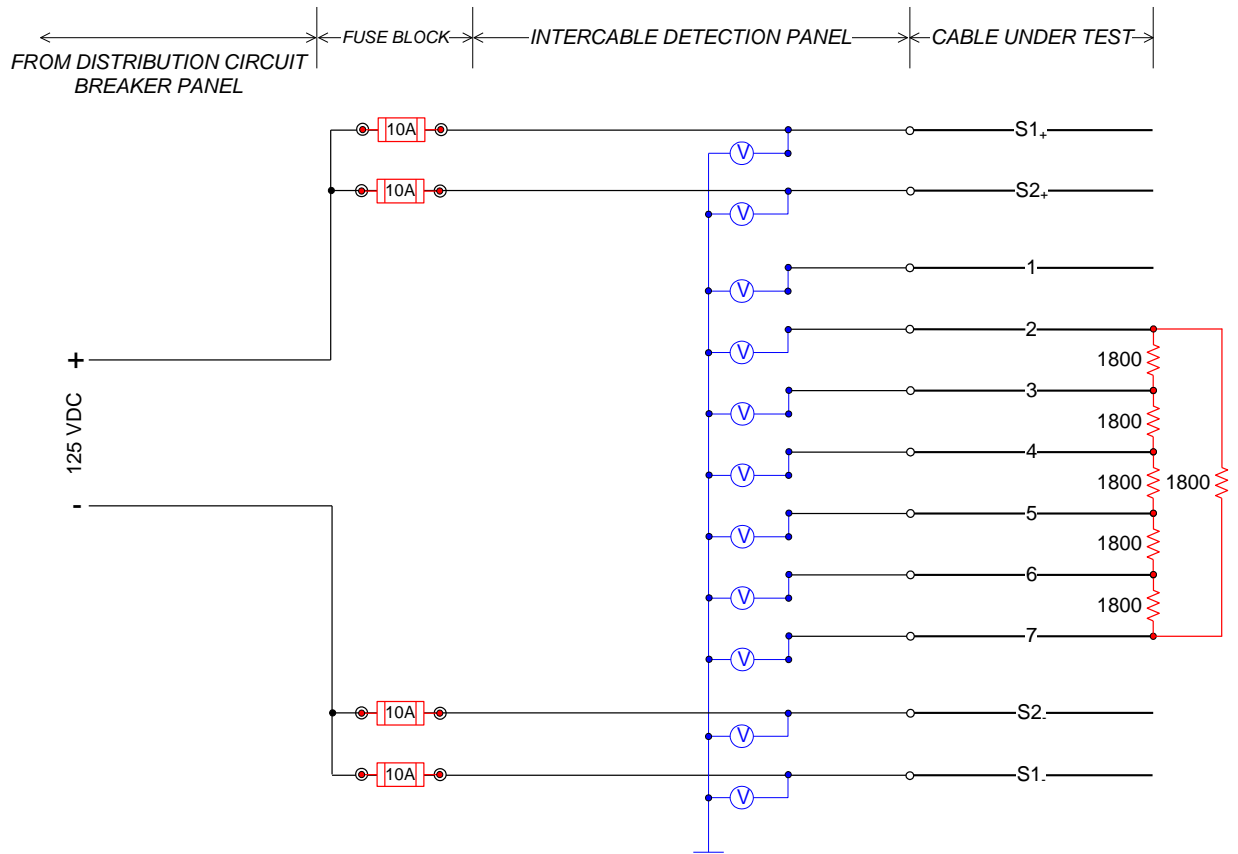 FROM DISTRIBUTION CIRCUIT
BREAKER PANEL
FUSE BLOCK
INTERCABLE DETECTION PANEL
CABLE UNDER TEST
10A
S1+
V
10A
S2+
V
1
V
2
V
1800
+
3
V
1800
125 VDC
4
V
1800
1800
-
5
V
1800
6
V
1800
7
V
10A
S2-
V
10A
S1-
V